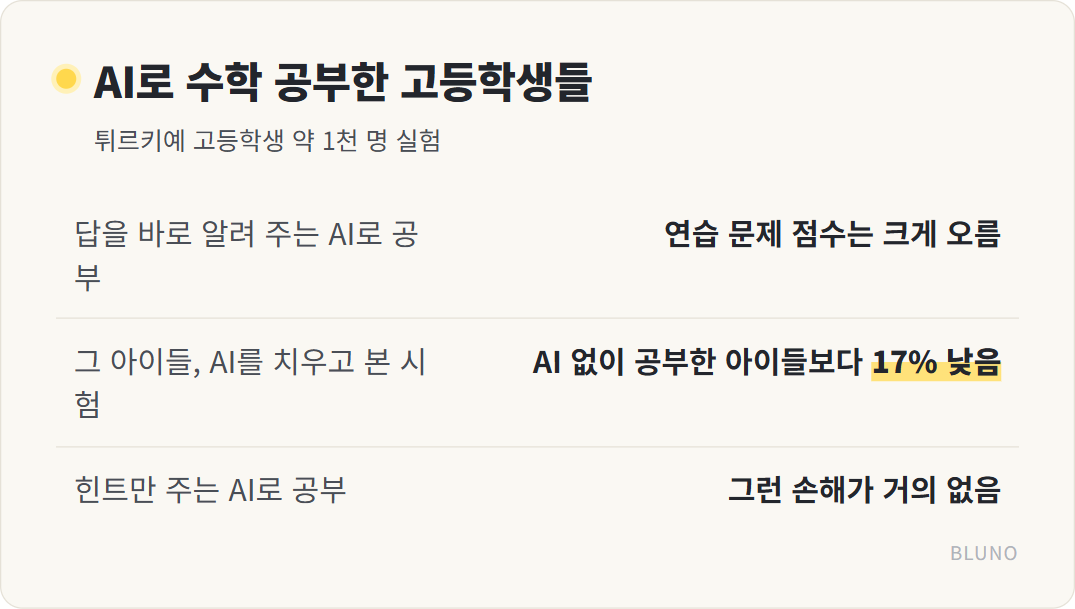 AI로 수학 공부한 고등학생들
튀르키예 고등학생 약 1천 명 실험
답을 바로 알려 주는 AI로 공
부
연습 문제 점수는 크게 오름
그 아이들, AI를 치우고 본 시
험
AI 없이 공부한 아이들보다 17% 낮음
힌트만 주는 AI로 공부
그런 손해가 거의 없음
BLUNO